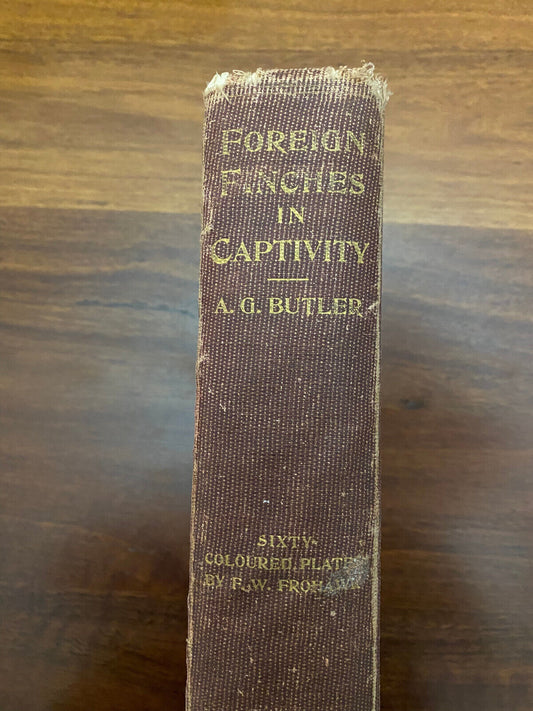 FOREIGN
FINCHES
IN
CAPTIVITY
A. G. BUTLER
SIXTY
COLOURED PLATES
BY F. W. FROHAWK